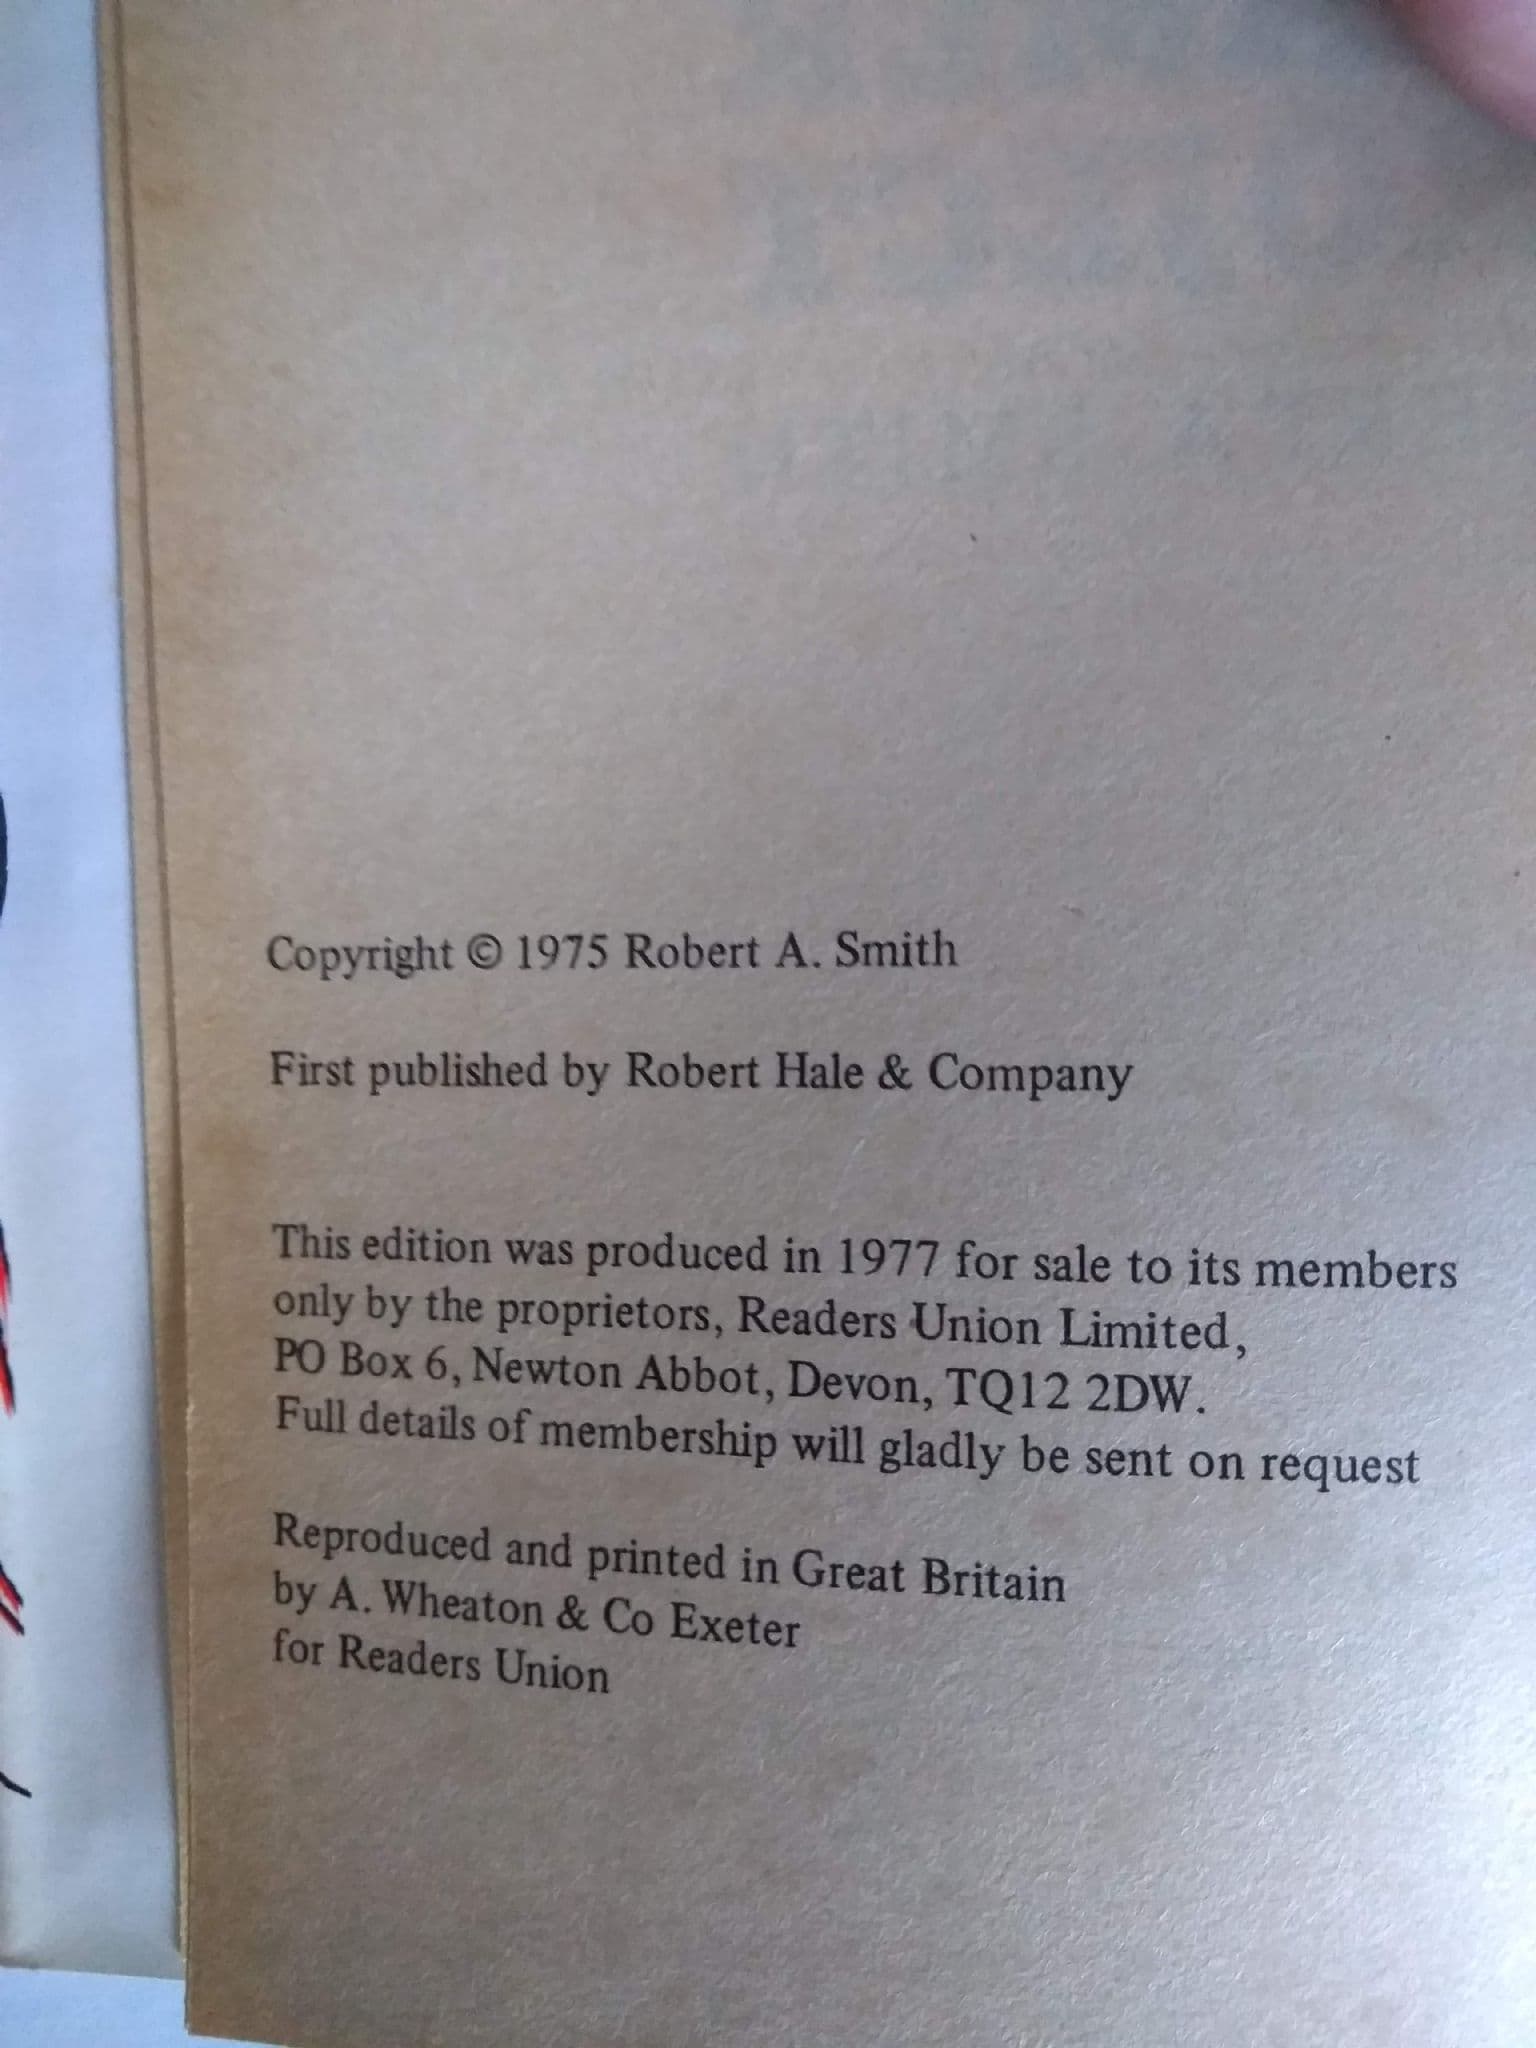 Copyright © 1975 Robert A. Smith
First published by Robert Hale & Company
This edition was produced in 1977 for sale to its members
only by the proprietors, Readers Union Limited,
PO Box 6, Newton Abbot, Devon, TQ12 2DW.
Full details of membership will gladly be sent on request
Reproduced and printed in Great Britain
by A. Wheaton & Co Exeter
for Readers Union